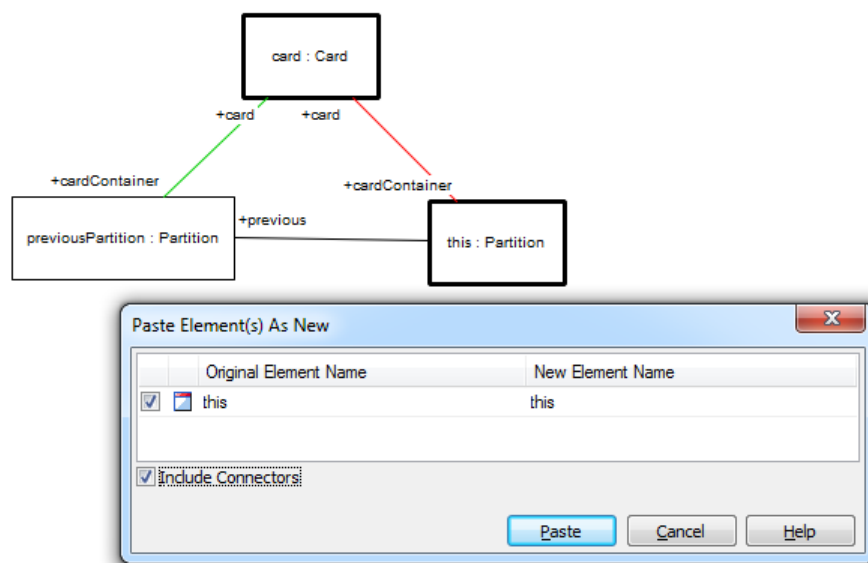 card : Card
+card
+card
+cardContainer
+cardContainer
previousPartition : Partition
+previous
this : Partition
Paste Element(s) As New
Original Element Name
New Element Name
this
this
Include Connectors
Paste
Cancel
Help